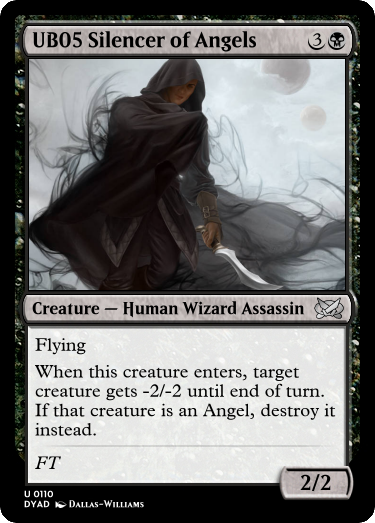 UB05 Silencer of Angels 3
Creature — Human Wizard Assassin
Flying
When this creature enters, target
creature gets -2/-2 until end of turn.
If that creature is an Angel, destroy it
instead.
FT
2/2
U 0110
DYAD Dallas-Williams